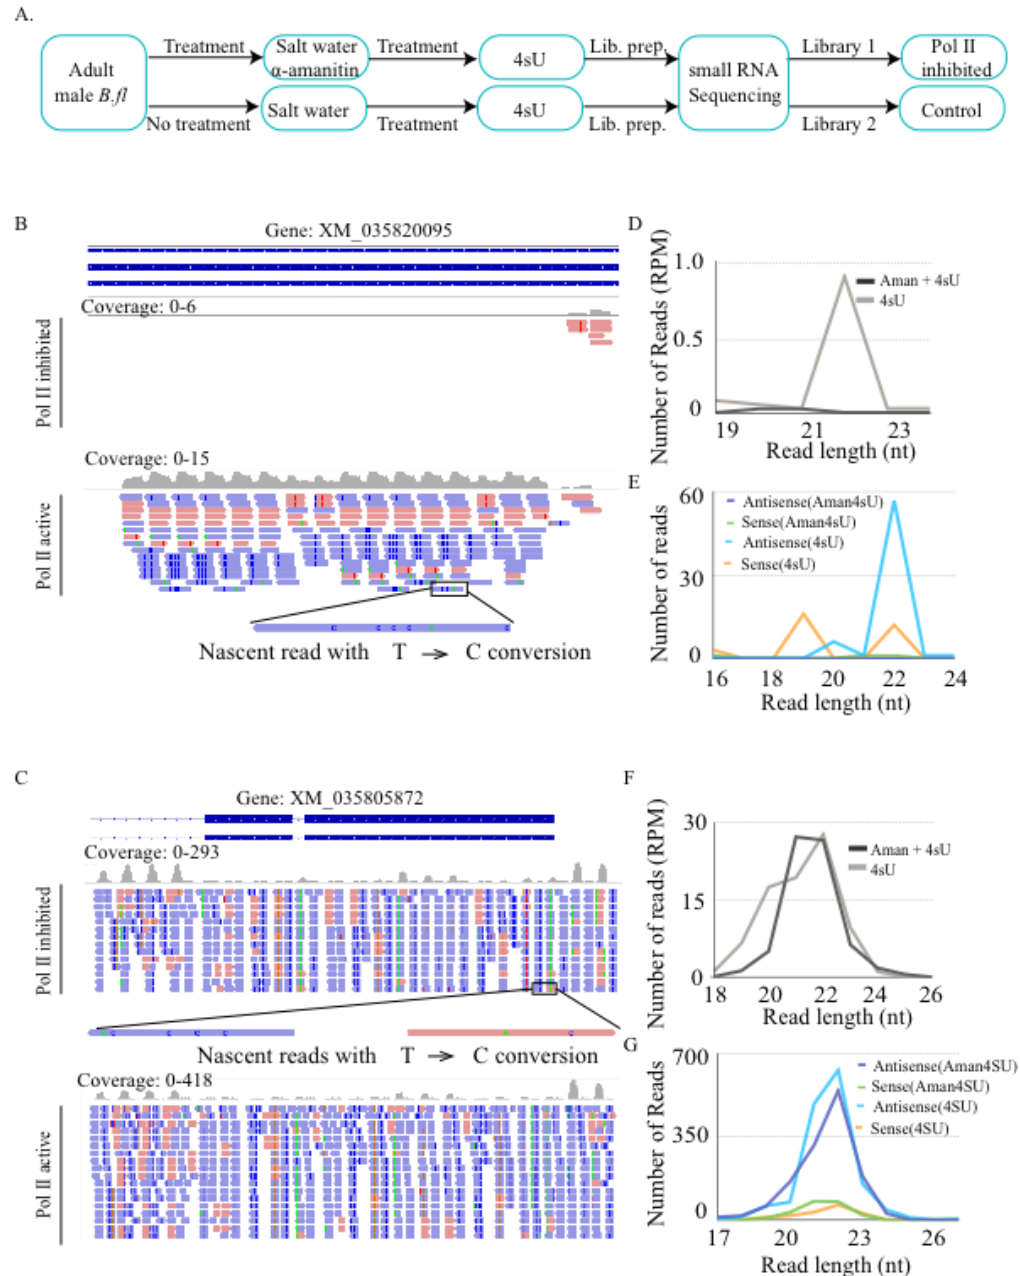 A.
Adult
male B.fl
Treatment
No treatment
Salt water
α-amanitin
Salt water
Treatment
Treatment
4sU
4sU
Lib. prep.
Lib. prep.
small RNA
Sequencing
Library 1
Library 2
Pol II
inhibited
Control
B
Gene: XM_035820095
Coverage: 0-6
Pol II inhibited
Coverage: 0-15
Pol II active
Nascent read with T → C conversion
D
Number of Reads (RPM)
1.0
0.5
0
Aman + 4sU
4sU
19 21 23
Read length (nt)
E
Number of reads
60
30
0
Antisense(Aman4sU)
Sense(Aman4sU)
Antisense(4sU)
Sense(4sU)
16 18 20 22 24
Read length (nt)
C
Gene: XM_035805872
Coverage: 0-293
Pol II inhibited
Nascent reads with T → C conversion
Coverage: 0-418
Pol II active
F
Number of reads (RPM)
30
15
0
Aman + 4sU
4sU
18 20 22 24 26
Read length (nt)
G
Number of Reads
700
350
0
Antisense(Aman4SU)
Sense(Aman4SU)
Antisense(4SU)
Sense(4SU)
17 20 23 26
Read length (nt)